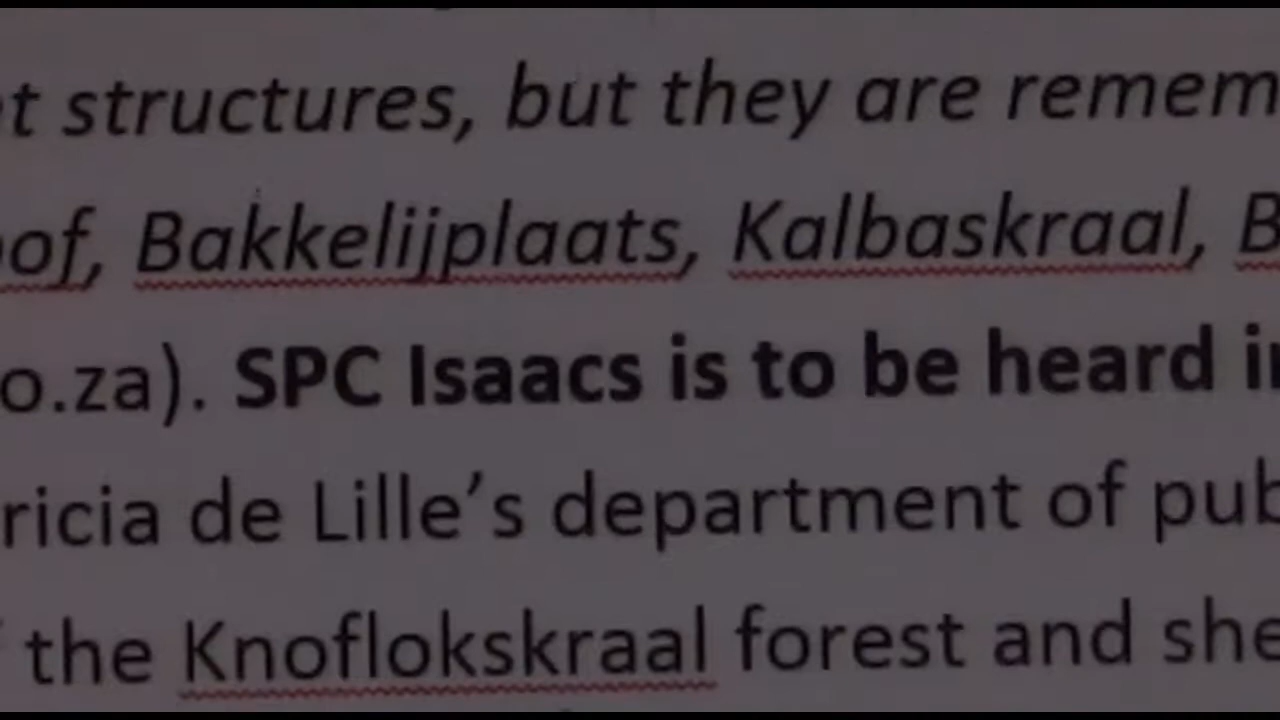 t structures, but they are remem
of, Bakkelijplaats, Kalbaskraal, B
o.za). SPC Isaacs is to be heard i
ricia de Lille’s department of pub
the Knoflokskraal forest and she